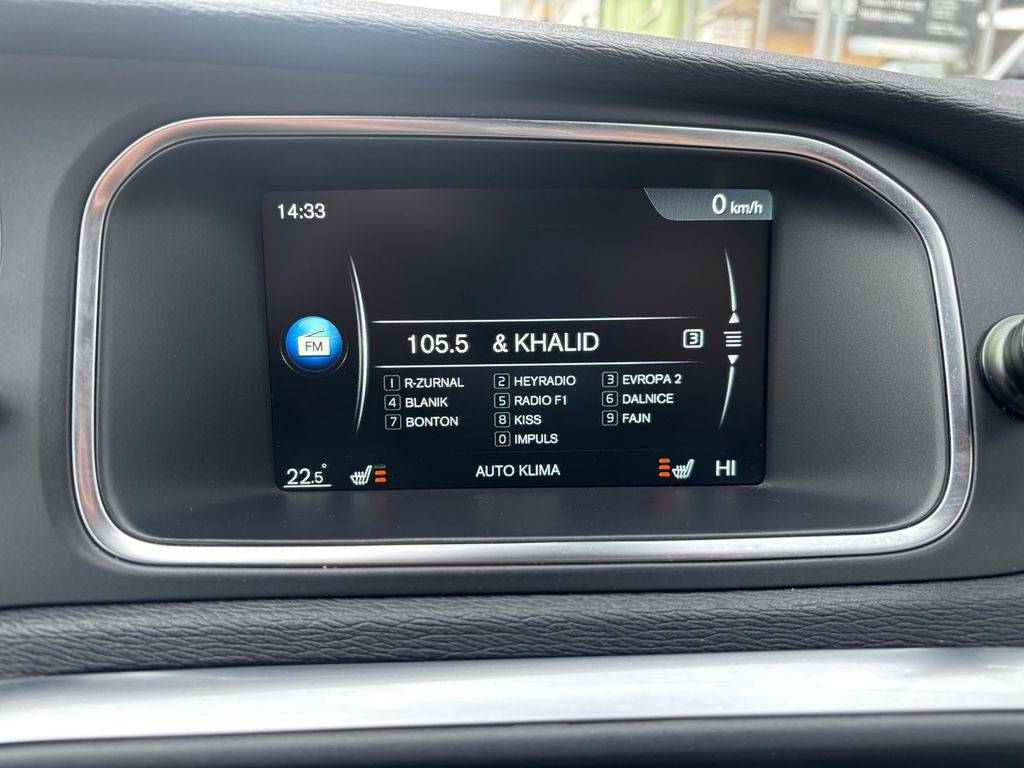 14:33
0 km/h
FM
105.5 & KHALID 3
1 R-ZURNAL 2 HEYRADIO 3 EVROPA 2
4 BLANIK 5 RADIO F1 6 DALNICE
7 BONTON 8 KISS 9 FAJN
0 IMPULS
22.5° AUTO KLIMA HI